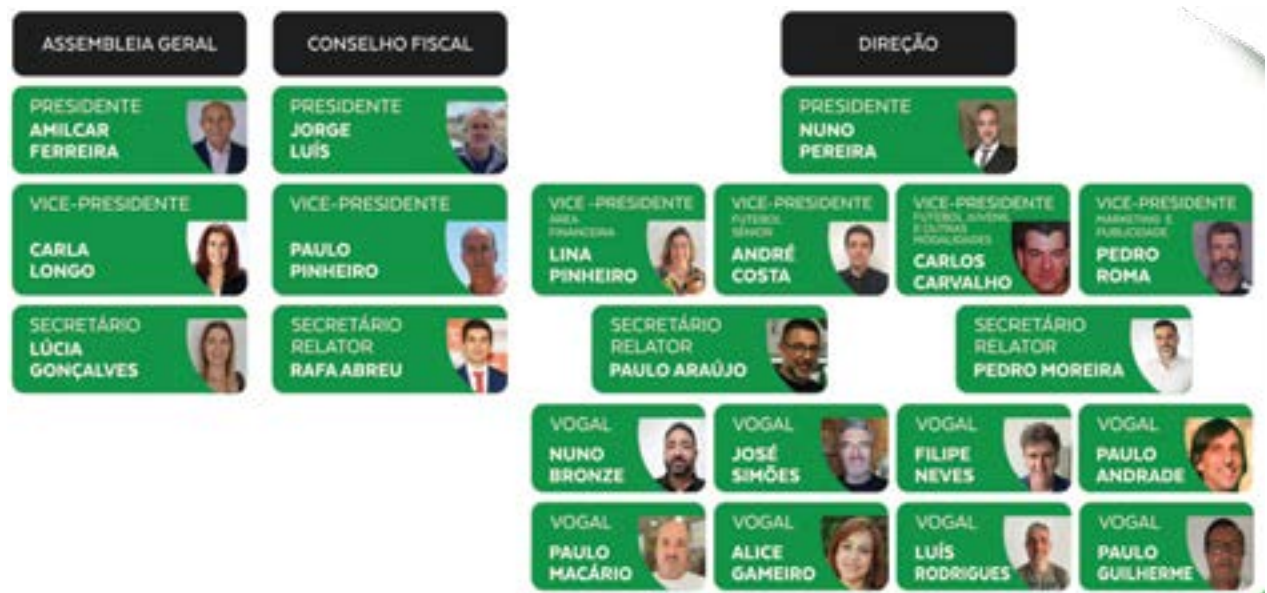 ASSEMBLEIA GERAL
PRESIDENTE
AMILCAR
FERREIRA
VICE-PRESIDENTE
CARLA
LONGO
SECRETÁRIO
LÚCIA
GONÇALVES
CONSELHO FISCAL
PRESIDENTE
JORGE
LUÍS
VICE-PRESIDENTE
PAULO
PINHEIRO
SECRETÁRIO
RELATOR
RAFA ABREU
DIREÇÃO
PRESIDENTE
NUNO
PEREIRA
VICE -PRESIDENTE
ÁREA
FINANCEIRA
LINA
PINHEIRO
VICE-PRESIDENTE
FUTEBOL
SÉNIOR
ANDRÉ
COSTA
VICE-PRESIDENTE
FUTEBOL JUVENIL
E OUTRAS
MODALIDADES
CARLOS
CARVALHO
VICE-PRESIDENTE
MARKETING E
PUBLICIDADE
PEDRO
ROMA
SECRETÁRIO
RELATOR
PAULO ARAÚJO
SECRETÁRIO
RELATOR
PEDRO MOREIRA
VOGAL
NUNO
BRONZE
VOGAL
JOSÉ
SIMÕES
VOGAL
FILIPE
NEVES
VOGAL
PAULO
ANDRADE
VOGAL
PAULO
MACÁRIO
VOGAL
ALICE
GAMEIRO
VOGAL
LUÍS
RODRIGUES
VOGAL
PAULO
GUILHERME